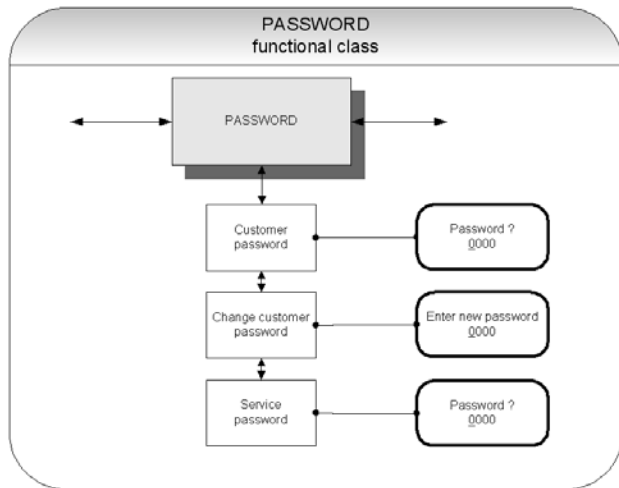 PASSWORD
functional class
PASSWORD
Customer
password
Password ?
0000
Change customer
password
Enter new password
0000
Service
password
Password ?
0000